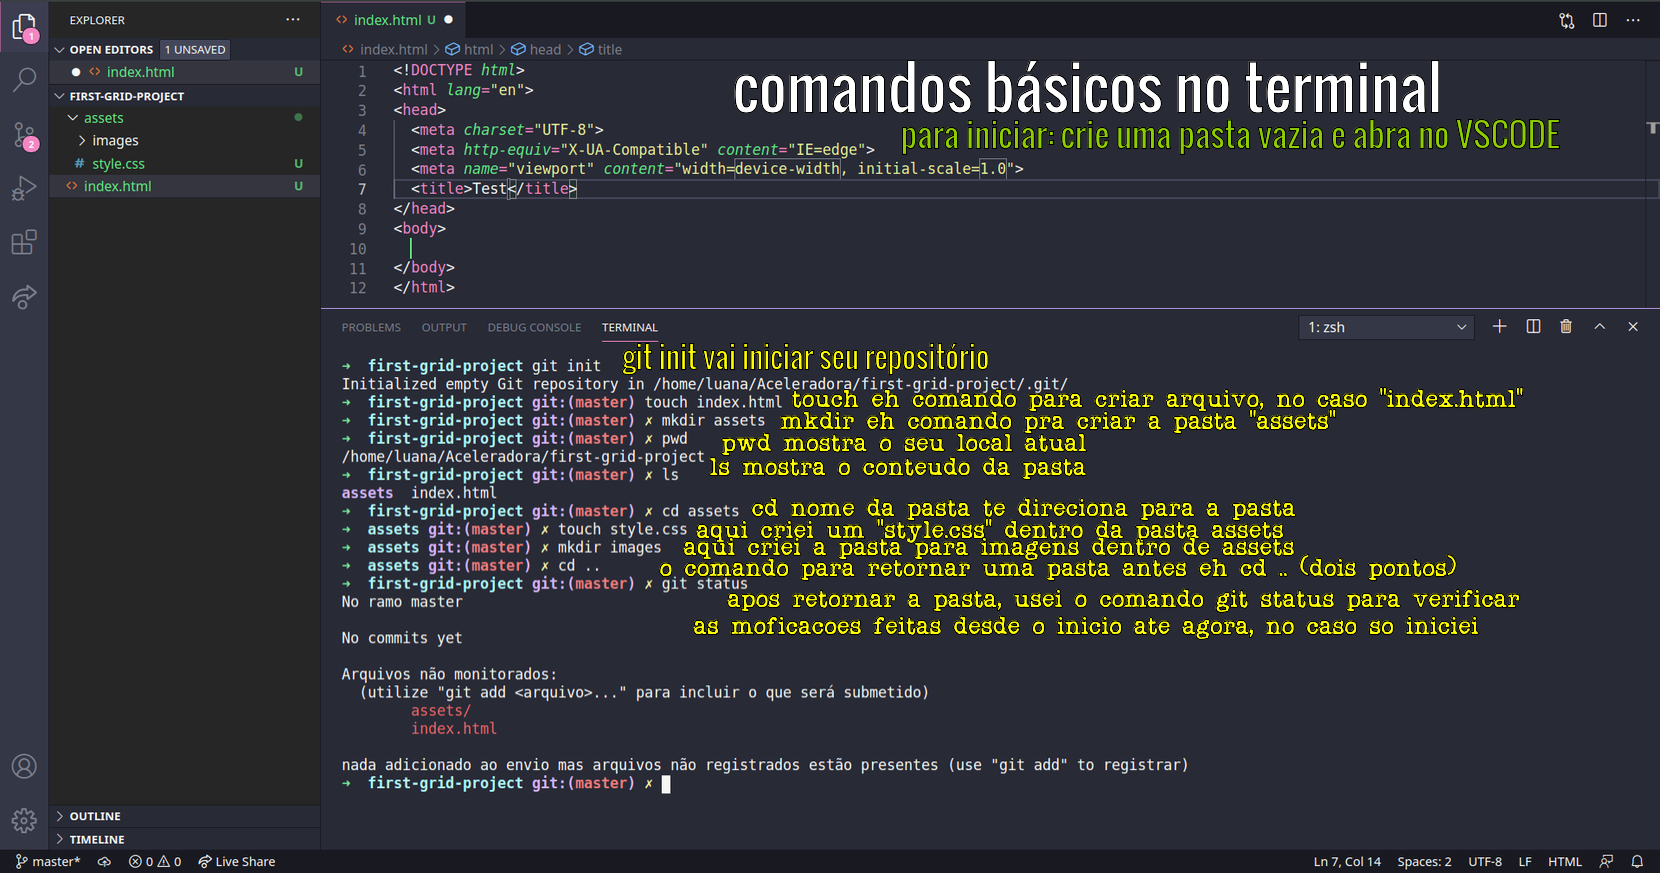 EXPLORER
OPEN EDITORS 1 UNSAVED
index.html U
FIRST-GRID-PROJECT
assets
images
# style.css U
index.html U
OUTLINE
TIMELINE
1
2
index.html U
index.html > html > head > title
comandos básicos no terminal
para iniciar: crie uma pasta vazia e abra no VSCODE
1 <!DOCTYPE html>
2 <html lang="en">
3 <head>
4 <meta charset="UTF-8">
5 <meta http-equiv="X-UA-Compatible" content="IE=edge">
6 <meta name="viewport" content="width=device-width, initial-scale=1.0">
7 <title>Test</title>
8 </head>
9 <body>
10
11 </body>
12 </html>
PROBLEMS OUTPUT DEBUG CONSOLE TERMINAL 1: zsh
→ first-grid-project git init git init vai iniciar seu repositório
Initialized empty Git repository in /home/luana/Aceleradora/first-grid-project/.git/
→ first-grid-project git:(master) touch index.html touch eh comando para criar arquivo, no caso "index.html"
→ first-grid-project git:(master) ✗ mkdir assets mkdir eh comando pra criar a pasta "assets"
→ first-grid-project git:(master) ✗ pwd pwd mostra o seu local atual
/home/luana/Aceleradora/first-grid-project
→ first-grid-project git:(master) ✗ ls ls mostra o conteudo da pasta
assets index.html
→ first-grid-project git:(master) ✗ cd assets cd nome da pasta te direciona para a pasta
→ assets git:(master) ✗ touch style.css aqui criei um "style.css" dentro da pasta assets
→ assets git:(master) ✗ mkdir images aqui criei a pasta para imagens dentro de assets
→ assets git:(master) ✗ cd .. o comando para retornar uma pasta antes eh cd .. (dois pontos)
→ first-grid-project git:(master) ✗ git status
No ramo master apos retornar a pasta, usei o comando git status para verificar
as moficacoes feitas desde o inicio ate agora, no caso so iniciei
No commits yet
Arquivos não monitorados:
(utilize "git add <arquivo>..." para incluir o que será submetido)
assets/
index.html
nada adicionado ao envio mas arquivos não registrados estão presentes (use "git add" to registrar)
→ first-grid-project git:(master) ✗
master* 0 0 Live Share Ln 7, Col 14 Spaces: 2 UTF-8 LF HTML